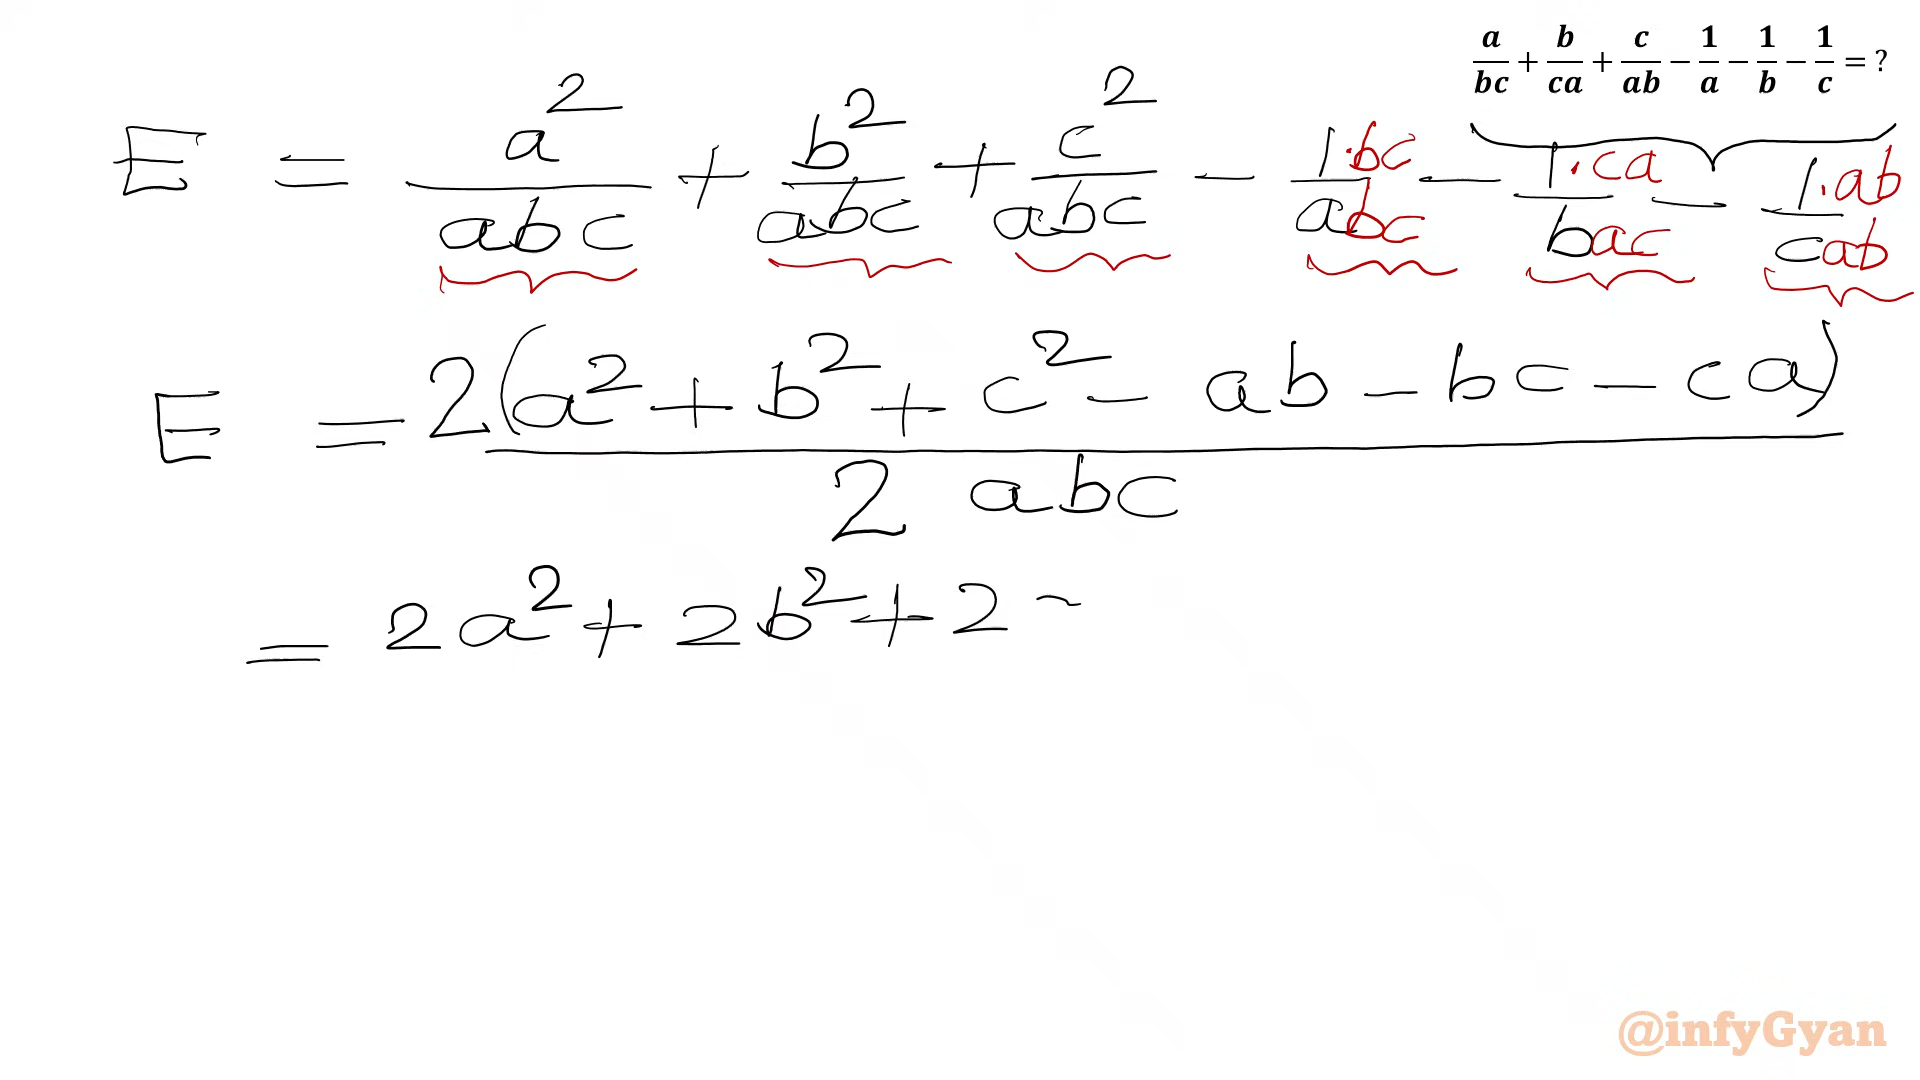 a/bc + b/ca + c/ab − 1/a − 1/b − 1/c = ?
E = a²/abc + b²/abc + c²/abc − 1·bc/abc − 1·ca/bac − 1·ab/cab
E = 2(a² + b² + c² − ab − bc − ca)/2abc
= 2a² + 2b² + 2
@infyGyan